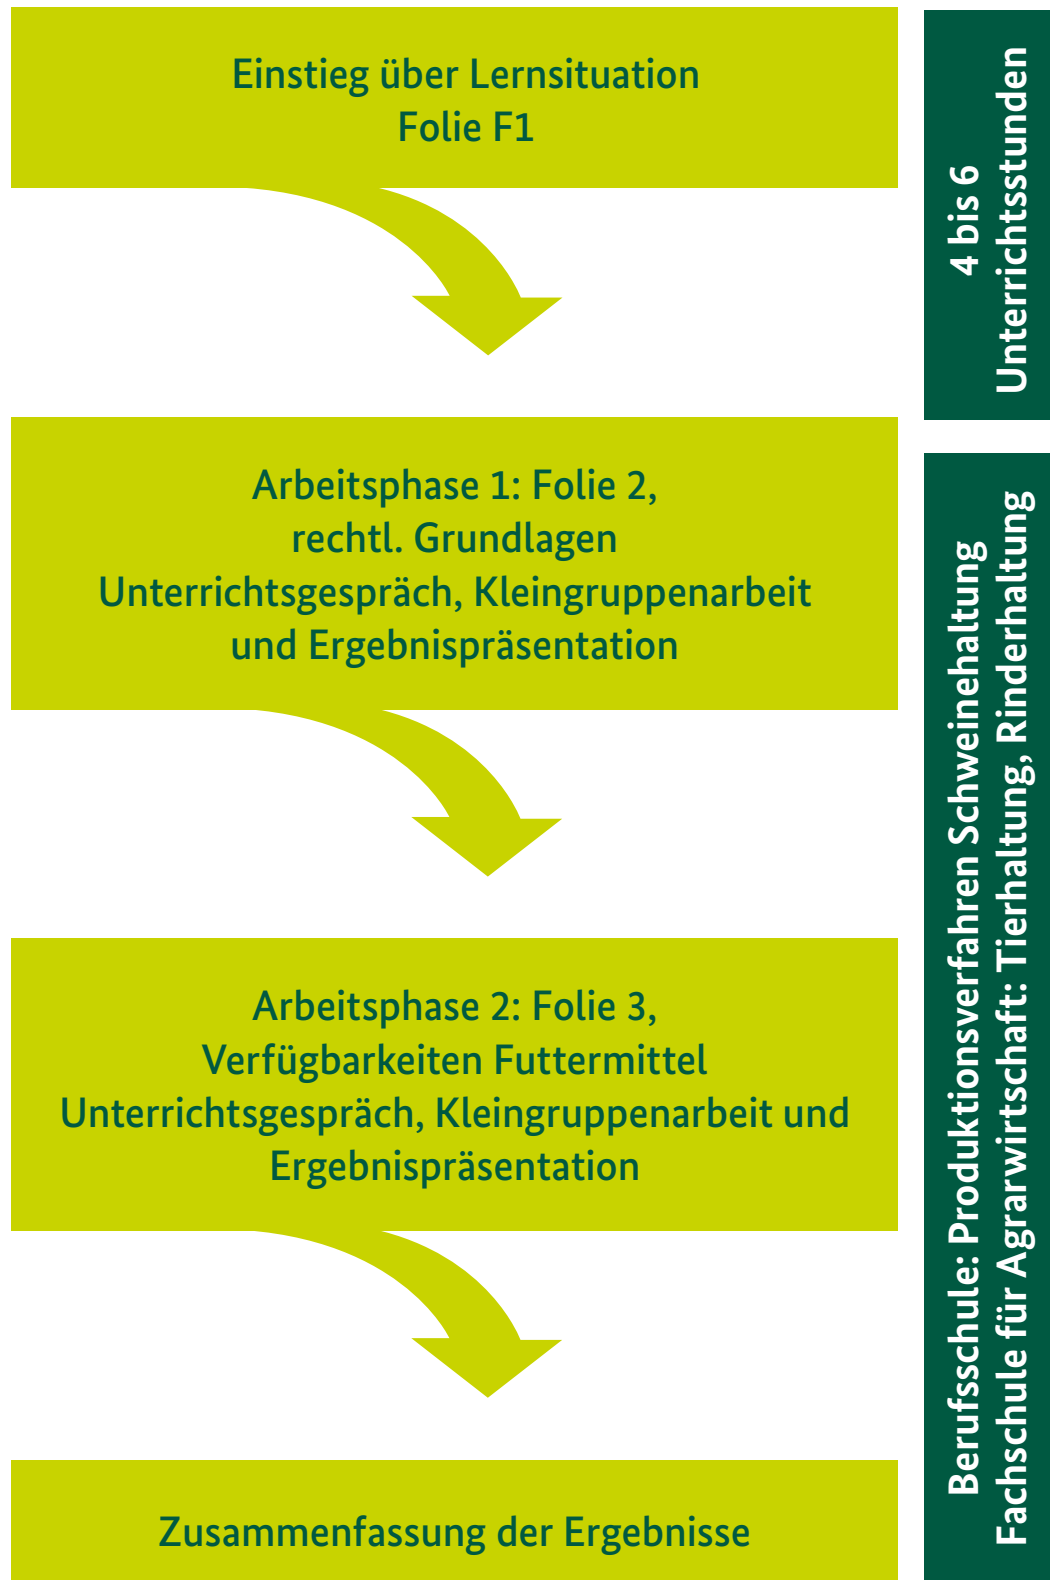 Einstieg über Lernsituation
Folie F1
4 bis 6
Unterrichtsstunden
Arbeitsphase 1: Folie 2,
rechtl. Grundlagen
Unterrichtsgespräch, Kleingruppenarbeit
und Ergebnispräsentation
Arbeitsphase 2: Folie 3,
Verfügbarkeiten Futtermittel
Unterrichtsgespräch, Kleingruppenarbeit und
Ergebnispräsentation
Zusammenfassung der Ergebnisse
Berufsschule: Produktionsverfahren Schweinehaltung
Fachschule für Agrarwirtschaft: Tierhaltung, Rinderhaltung